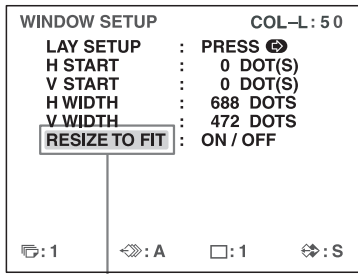 WINDOW SETUP COL–L:50
LAY SETUP : PRESS
H START : 0 DOT(S)
V START : 0 DOT(S)
H WIDTH : 688 DOTS
V WIDTH : 472 DOTS
RESIZE TO FIT : ON / OFF
:1 :A :1 :S